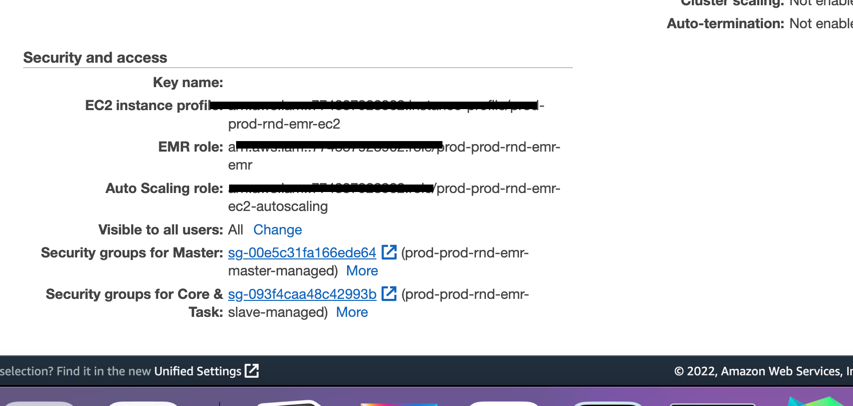 Cluster scaling: Not enable
Auto-termination: Not enable
Security and access
Key name:
EC2 instance profile:
prod-rnd-emr-ec2
EMR role: prod-prod-rnd-emr-
emr
Auto Scaling role: /prod-prod-rnd-emr-
ec2-autoscaling
Visible to all users: All Change
Security groups for Master: sg-00e5c31fa166ede64 (prod-prod-rnd-emr-
master-managed) More
Security groups for Core & sg-093f4caa48c42993b (prod-prod-rnd-emr-
Task: slave-managed) More
selection? Find it in the new Unified Settings
© 2022, Amazon Web Services, In